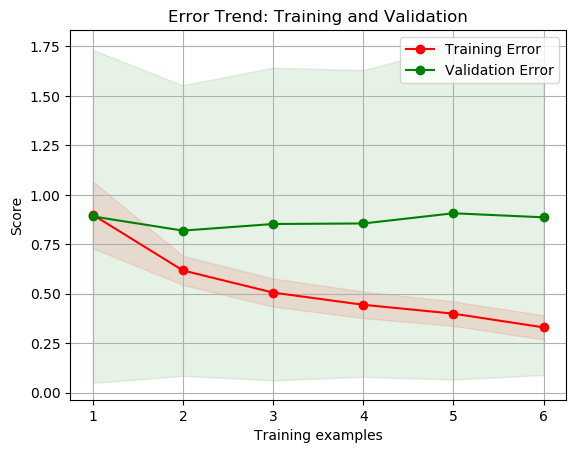 Error Trend: Training and Validation
Training Error
Validation Error
1.75
1.50
1.25
1.00
0.75
0.50
0.25
0.00
Score
1 2 3 4 5 6
Training examples